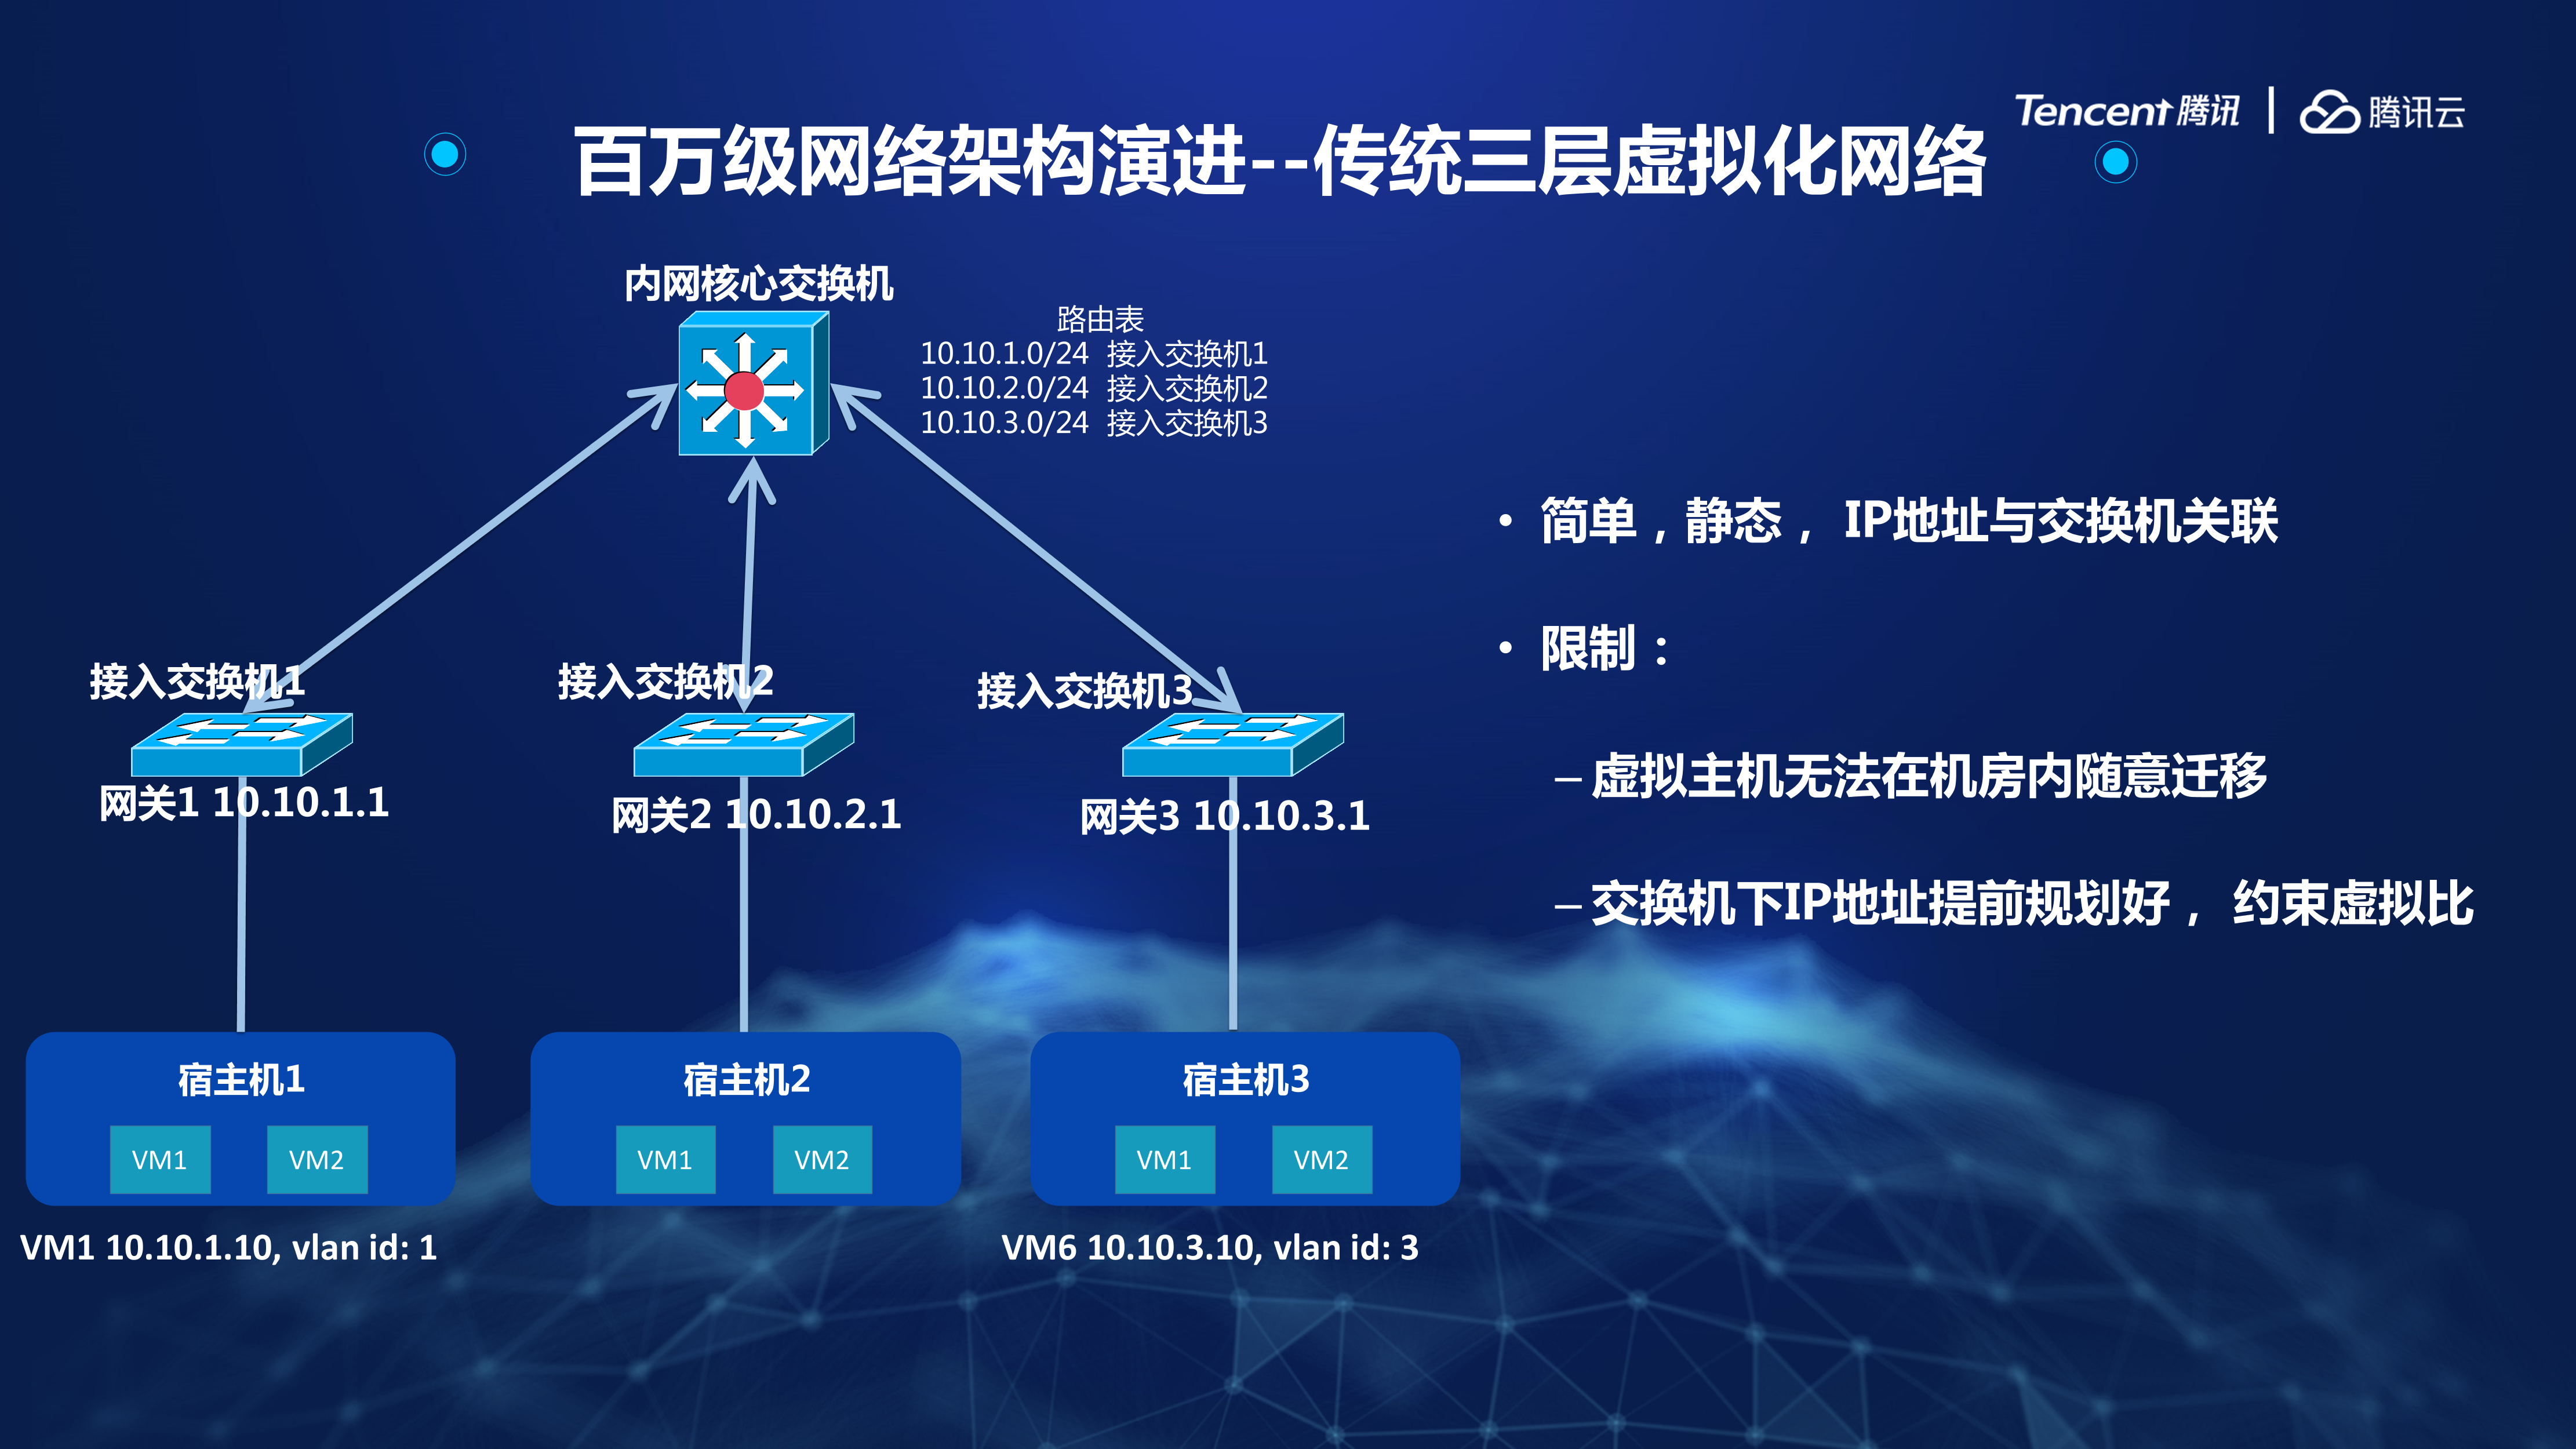 Tencent腾讯 | 腾讯云
百万级网络架构演进--传统三层虚拟化网络
内网核心交换机
路由表
10.10.1.0/24 接入交换机1
10.10.2.0/24 接入交换机2
10.10.3.0/24 接入交换机3
接入交换机1
接入交换机2
接入交换机3
网关1 10.10.1.1
网关2 10.10.2.1
网关3 10.10.3.1
宿主机1
VM1
VM2
宿主机2
VM1
VM2
宿主机3
VM1
VM2
VM1 10.10.1.10, vlan id: 1
VM6 10.10.3.10, vlan id: 3
• 简单，静态， IP地址与交换机关联
• 限制：
– 虚拟主机无法在机房内随意迁移
– 交换机下IP地址提前规划好， 约束虚拟比